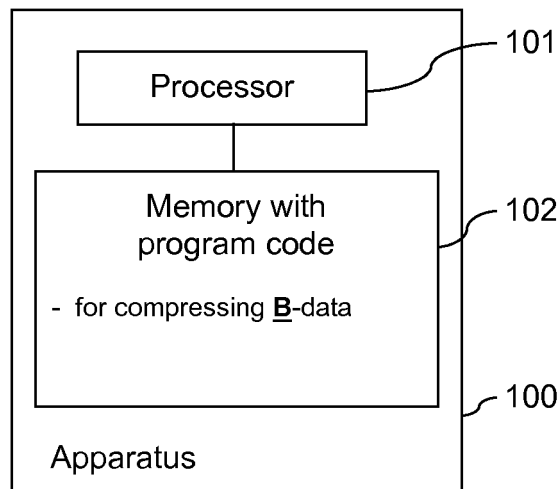 101
Processor
Memory with
program code
102
- for compressing B-data
100
Apparatus